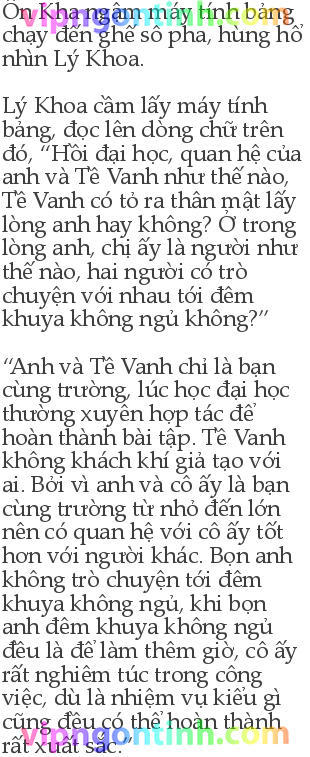 Ôn Kha ngậm máy tính bảng
chạy đến ghế sô pha, hùng hổ
nhìn Lý Khoa.
Lý Khoa cầm lấy máy tính
bảng, đọc lên dòng chữ trên
đó, “Hồi đại học, quan hệ của
anh và Tề Vanh như thế nào,
Tề Vanh có tỏ ra thân mật lấy
lòng anh hay không? Ở trong
lòng anh, chị ấy là người như
thế nào, hai người có trò
chuyện với nhau tới đêm
khuya không ngủ không?”
“Anh và Tề Vanh chỉ là bạn
cùng trường, lúc học đại học
thường xuyên hợp tác để
hoàn thành bài tập. Tề Vanh
không khách khí giả tạo với
ai. Bởi vì anh và cô ấy là bạn
cùng trường từ nhỏ đến lớn
nên có quan hệ với cô ấy tốt
hơn với người khác. Bọn anh
không trò chuyện tới đêm
khuya không ngủ, khi bọn
anh đêm khuya không ngủ
đều là để làm thêm giờ, cô ấy
rất nghiêm túc trong công
việc, dù là nhiệm vụ kiểu gì
cũng đều có thể hoàn thành
rất xuất sắc.”
vipngontinh.com
vipngontinh.com